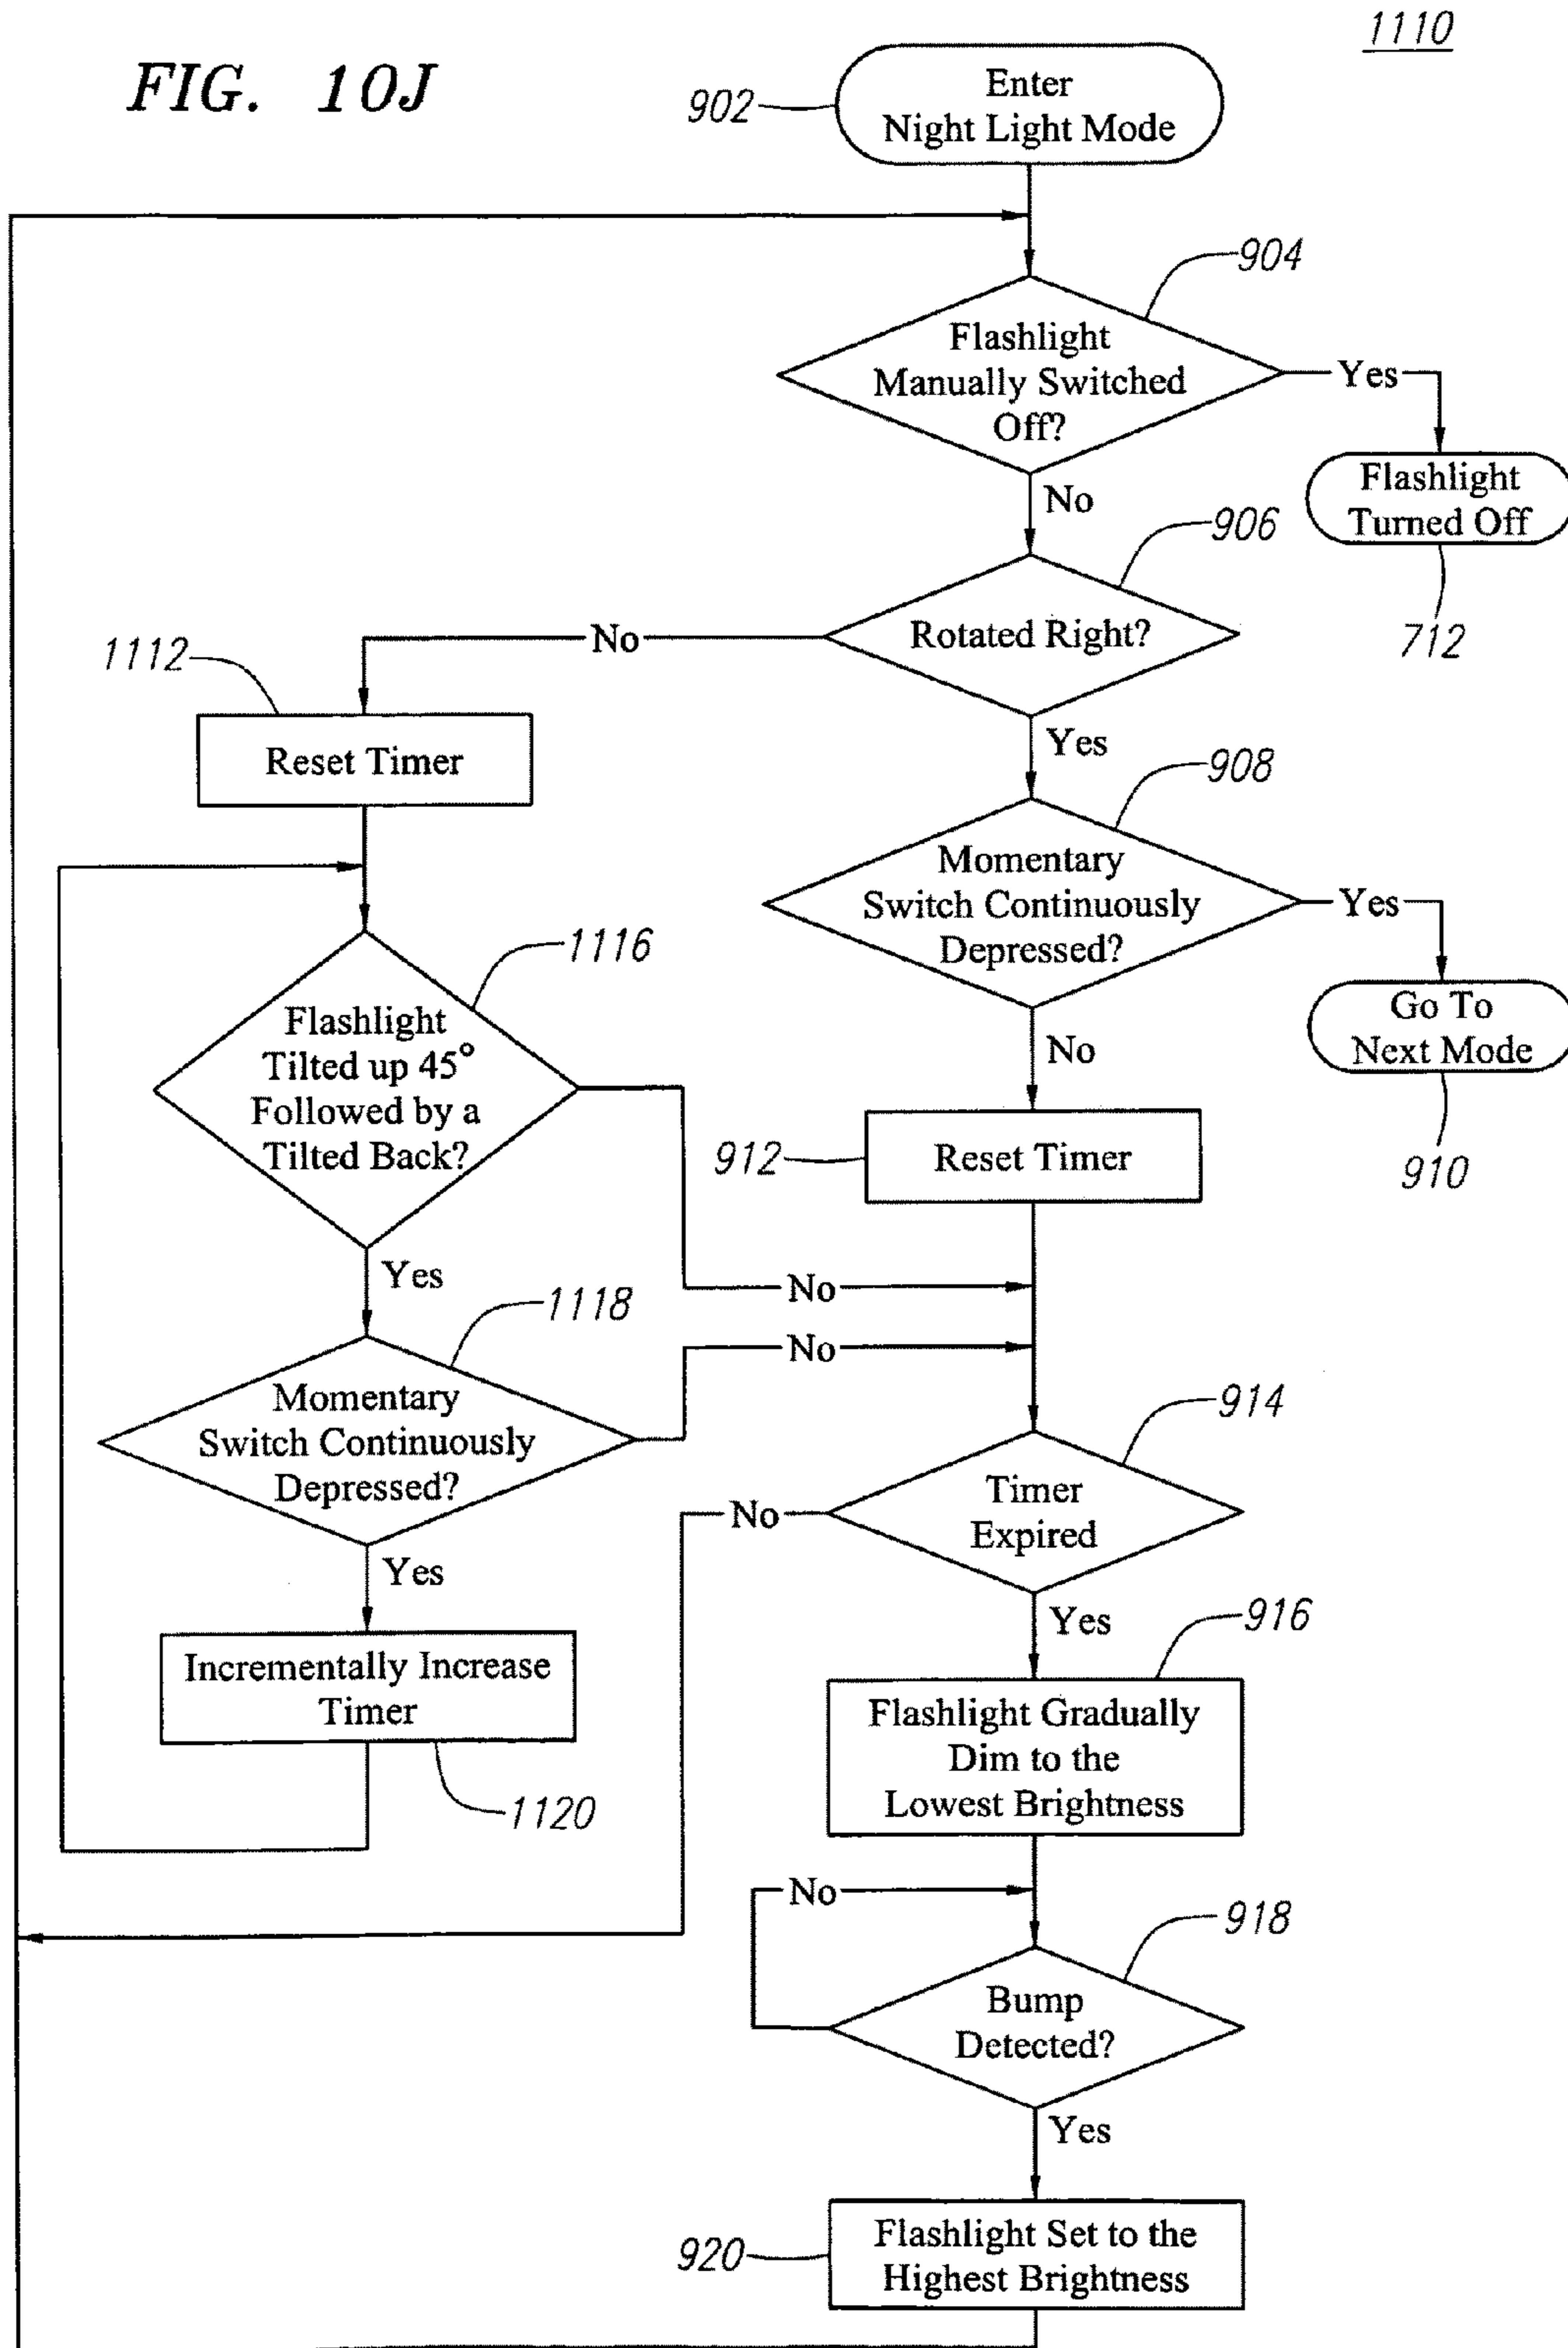 1110
FIG. 10J
902
Enter
Night Light Mode
904
Flashlight
Manually Switched
Off?
Yes
Flashlight
Turned Off
712
No
906
Rotated Right?
No
1112
Reset Timer
Yes
908
Momentary
Switch Continuously
Depressed?
Yes
Go To
Next Mode
910
No
912
Reset Timer
1116
Flashlight
Tilted up 45°
Followed by a
Tilted Back?
No
Yes
1118
Momentary
Switch Continuously
Depressed?
No
Yes
Incrementally Increase
Timer
1120
914
Timer
Expired
No
Yes
916
Flashlight Gradually
Dim to the
Lowest Brightness
No
918
Bump
Detected?
Yes
920
Flashlight Set to the
Highest Brightness